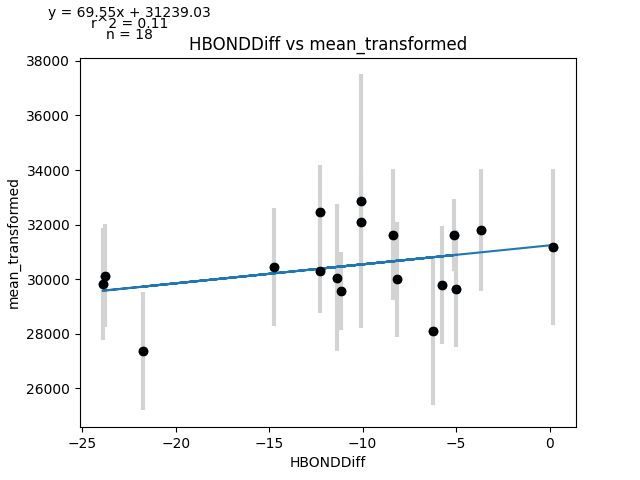 y = 69.55x + 31239.03
r^2 = 0.11
n = 18
HBONDDiff vs mean_transformed
38000
36000
34000
32000
30000
28000
26000
mean_transformed
−25
−20
−15
−10
−5
0
HBONDDiff